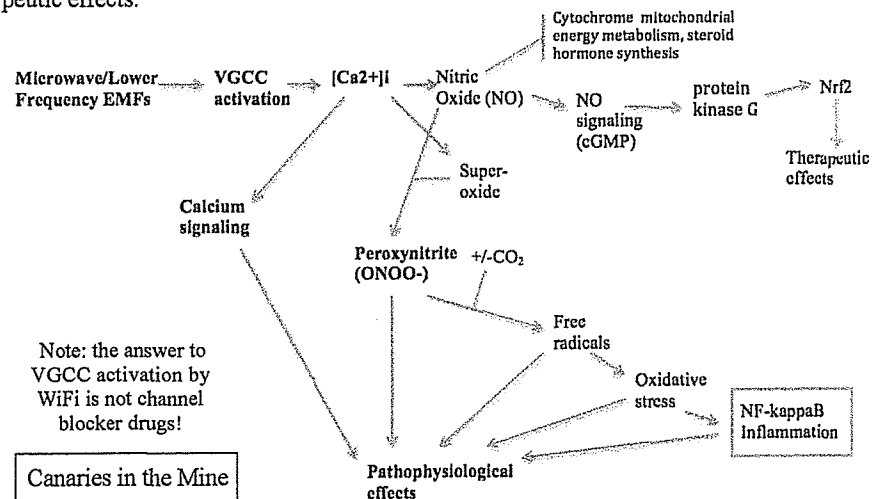 peutic effects.
Cytochrome mitochondrial
energy metabolism, steroid
hormone synthesis
Microwave/Lower
Frequency EMFs
VGCC
activation
[Ca2+]i
Nitric
Oxide (NO)
NO
signaling
(cGMP)
protein
kinase G
Nrf2
Therapeutic
effects
Super-
oxide
Calcium
signaling
Peroxynitrite
(ONOO-)
+/-CO₂
Free
radicals
Oxidative
stress
NF-kappaB
Inflammation
Note: the answer to
VGCC activation by
WiFi is not channel
blocker drugs!
Canaries in the Mine
Pathophysiological
effects